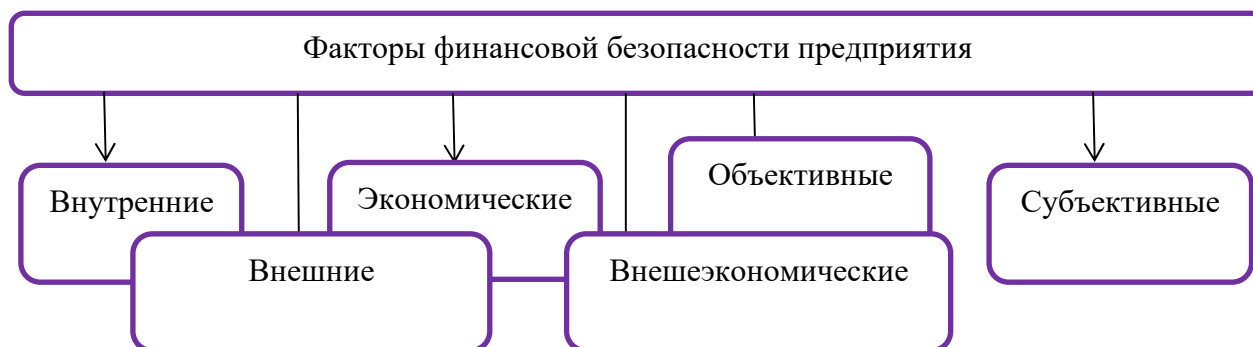 Факторы финансовой безопасности предприятия
Внутренние
Внешние
Экономические
Внешеэкономические
Объективные
Субъективные